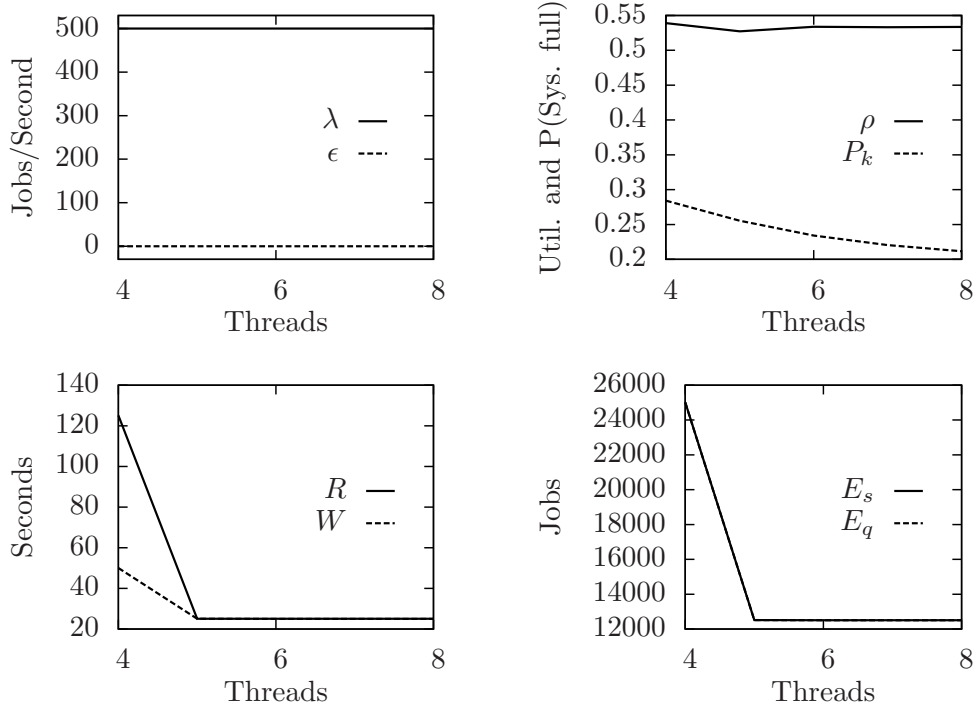 Jobs/Second
500
400
300
200
100
0
λ
ϵ
4
6
8
Threads
Util. and P(Sys. full)
0.55
0.5
0.45
0.4
0.35
0.3
0.25
0.2
ρ
P_k
4
6
8
Threads
Seconds
140
120
100
80
60
40
20
R
W
4
6
8
Threads
Jobs
26000
24000
22000
20000
18000
16000
14000
12000
E_s
E_q
4
6
8
Threads